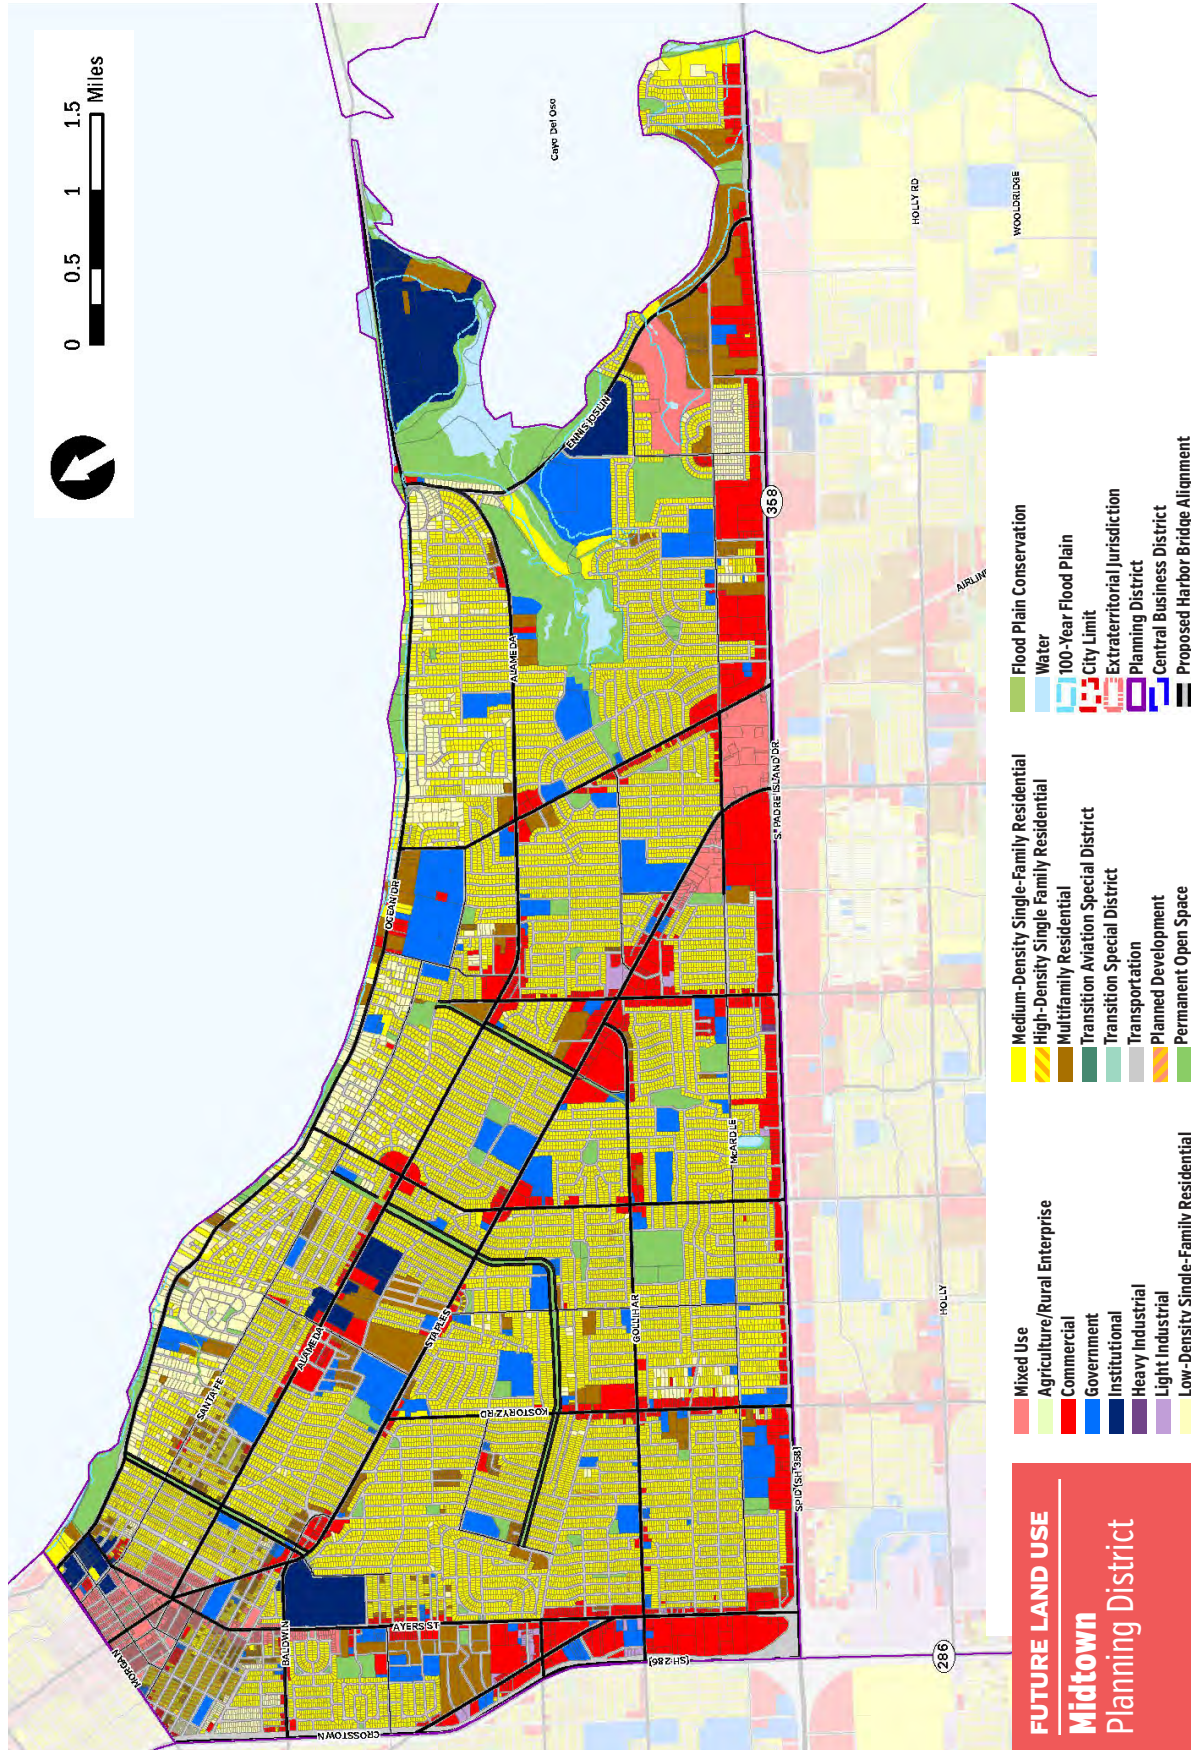 0 0.5 1 1.5
Miles
Cayo Del Oso
HOLLY RD
WOOLDRIDGE
ENNIS JOSLIN
358
AIRLINE
ALAMEDA
S. PADRE ISLAND DR.
OCEAN DR
McARDLE
GOLLIHAR
HOLLY
STAPLES
ALAMEDA
SANTA FE
KOSTORYZ RD
SPID (SH 358)
BALDWIN
AYERS ST
MORGAN
CROSSTOWN
(SH 286)
286
FUTURE LAND USE
Midtown
Planning District
Mixed Use
Agriculture/Rural Enterprise
Commercial
Government
Institutional
Heavy Industrial
Light Industrial
Low-Density Single-Family Residential
Medium-Density Single-Family Residential
High-Density Single Family Residential
Multifamily Residential
Transition Aviation Special District
Transition Special District
Transportation
Planned Development
Permanent Open Space
Flood Plain Conservation
Water
100-Year Flood Plain
City Limit
Extraterritorial Jurisdiction
Planning District
Central Business District
Proposed Harbor Bridge Alignment